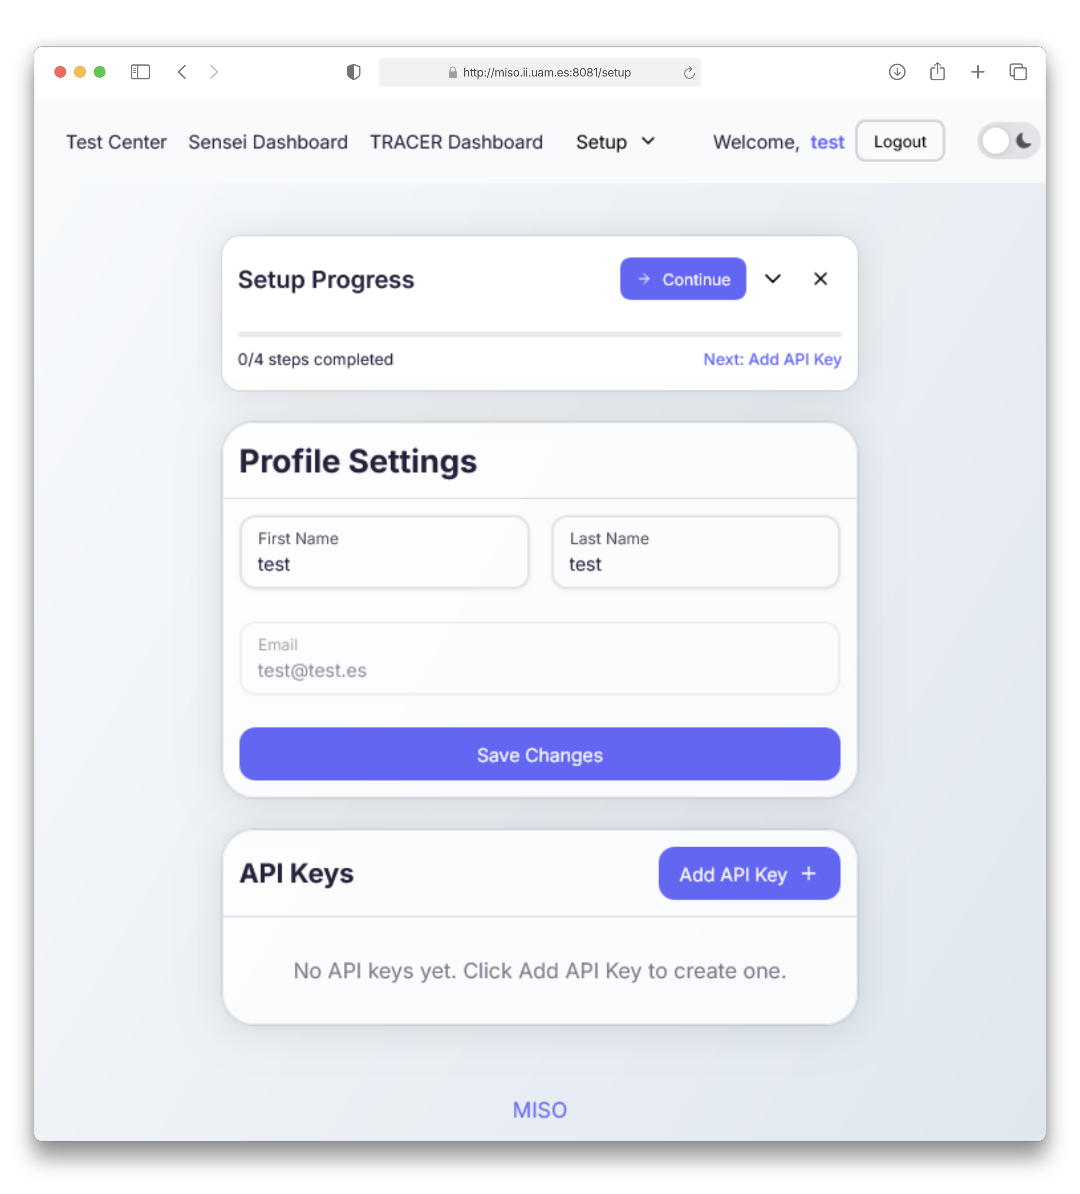 http://miso.ii.uam.es:8081/setup
Test Center Sensei Dashboard TRACER Dashboard Setup Welcome, test Logout
Setup Progress Continue
0/4 steps completed Next: Add API Key
Profile Settings
First Name Last Name
test test
Email
test@test.es
Save Changes
API Keys Add API Key +
No API keys yet. Click Add API Key to create one.
MISO